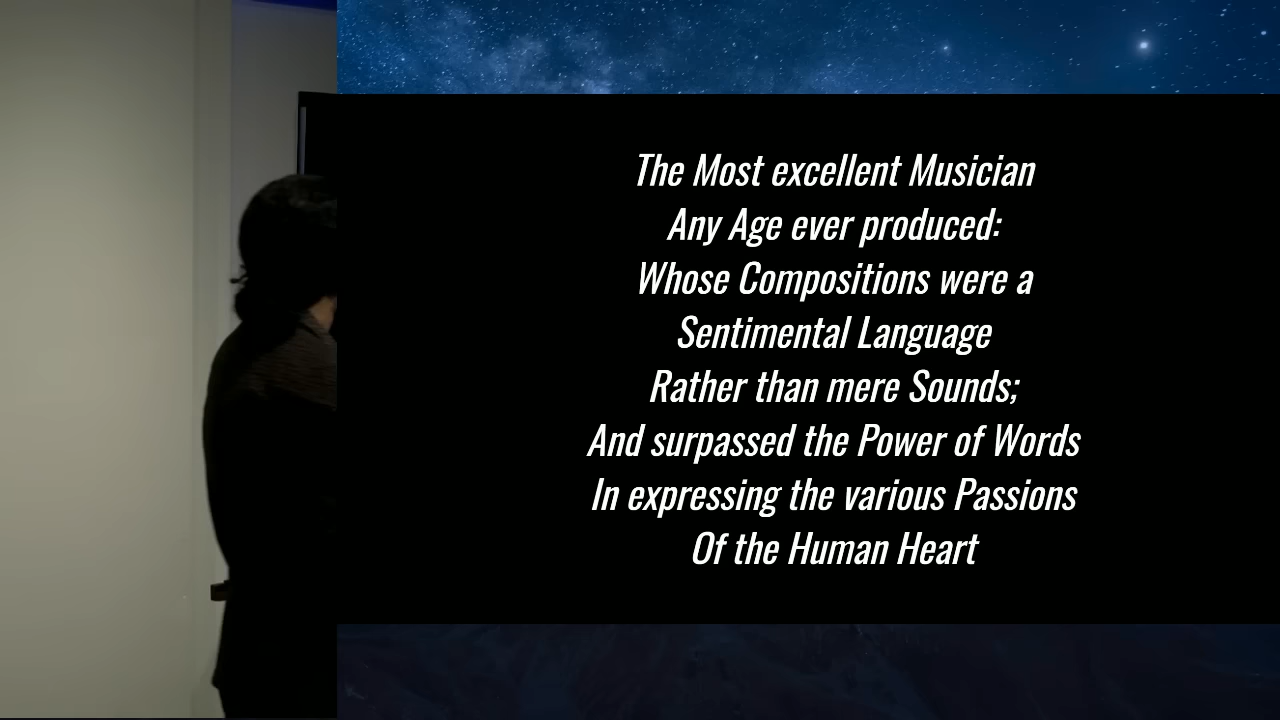 The Most excellent Musician
Any Age ever produced:
Whose Compositions were a
Sentimental Language
Rather than mere Sounds;
And surpassed the Power of Words
In expressing the various Passions
Of the Human Heart